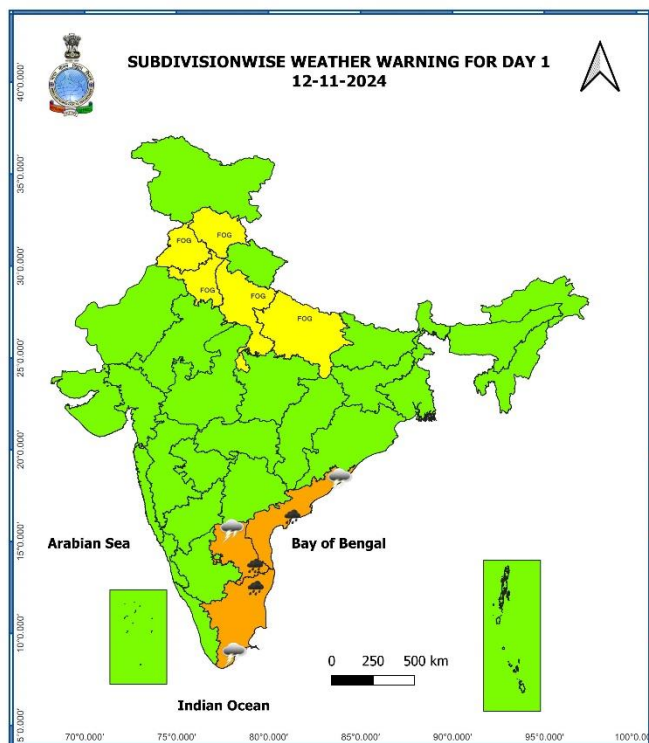 SUBDIVISIONWISE WEATHER WARNING FOR DAY 1
12-11-2024
40°0.000'
35°0.000'
30°0.000'
25°0.000'
20°0.000'
15°0.000'
10°0.000'
5°0.000'
FOG
FOG
FOG
FOG
FOG
Arabian Sea
Bay of Bengal
0 250 500 km
Indian Ocean
70°0.000' 75°0.000' 80°0.000' 85°0.000' 90°0.000' 95°0.000' 100°0.0